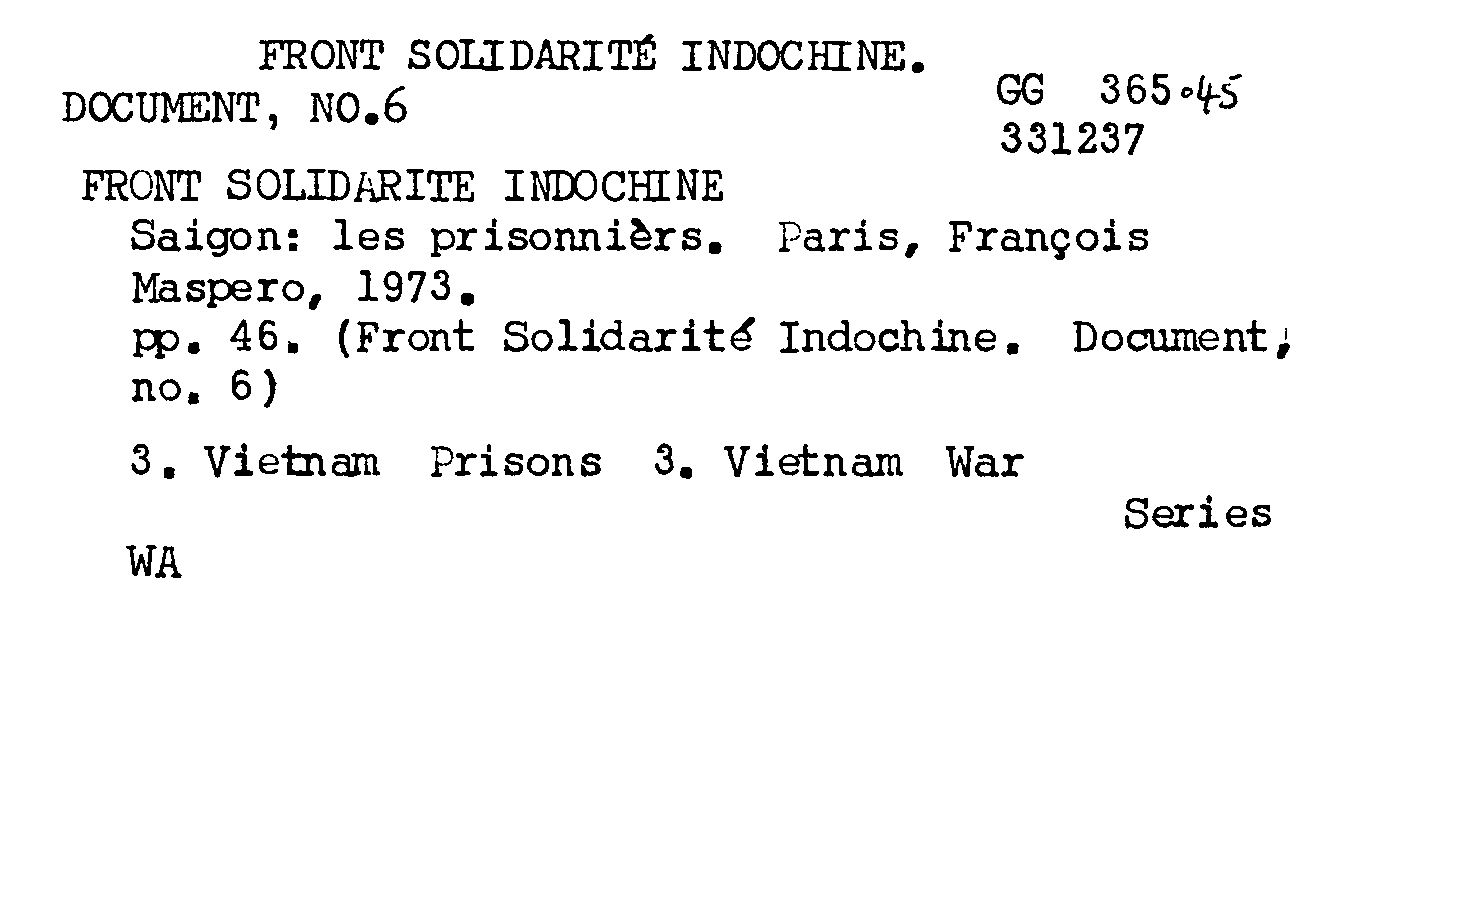 FRONT SOLIDARITÉ INDOCHINE.
DOCUMENT, NO.6
GG 365.45
331237
FRONT SOLIDARITE INDOCHINE
Saigon: les prisonnièrs. Paris, François
Maspero, 1973.
pp. 46. (Front Solidarité Indochine. Document,
no. 6)
3. Vietnam Prisons 3. Vietnam War
Series
WA